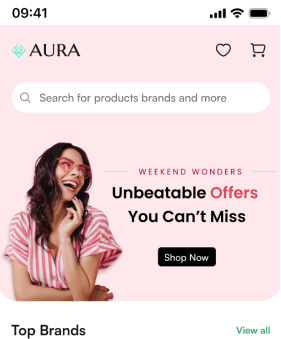 09:41
AURA
Search for products brands and more
WEEKEND WONDERS
Unbeatable Offers
You Can't Miss
Shop Now
Top Brands
View all